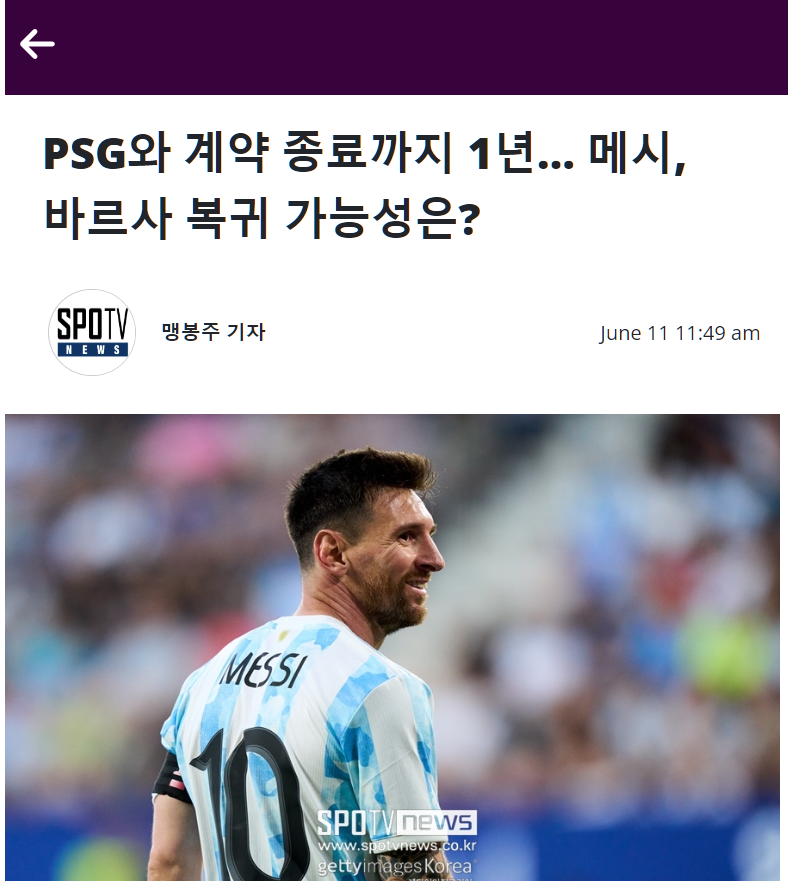 PSG와 계약 종료까지 1년... 메시,
바르사 복귀 가능성은?
SPOTV
NEWS
맹봉주 기자
June 11 11:49 am
MESSI
10
SPOTV news
www.spotvnews.co.kr
gettyimagesKorea